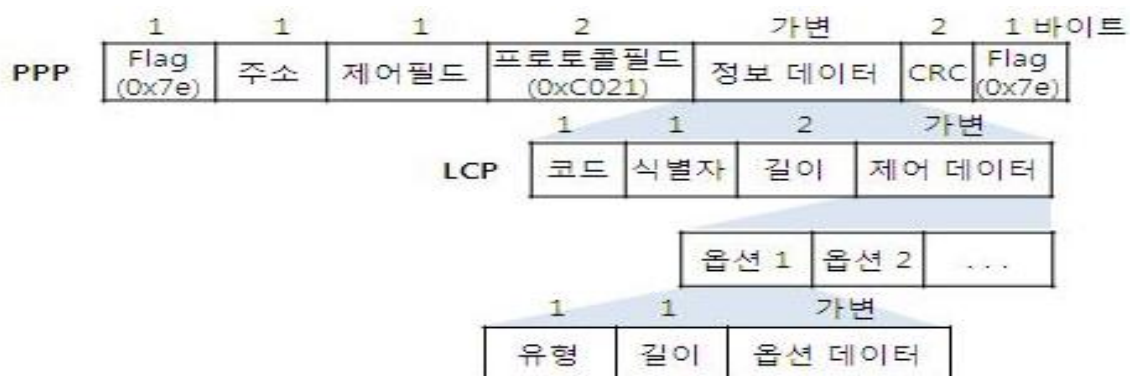 1 1 1 2 가변 2 1 바이트
PPP Flag (0x7e) 주소 제어필드 프로토콜필드 (0xC021) 정보 데이터 CRC Flag (0x7e)
1 1 2 가변
LCP 코드 식별자 길이 제어 데이터
옵션 1 옵션 2 ...
1 1 가변
유형 길이 옵션 데이터